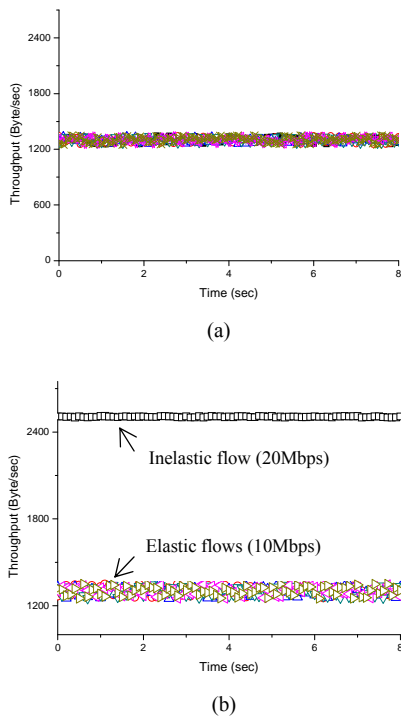 2400
1800
1200
600
0
Throughput (Byte/sec)
0 2 4 6 8
Time (sec)
(a)
2400
1800
1200
Throughput (Byte/sec)
Inelastic flow (20Mbps)
Elastic flows (10Mbps)
0 2 4 6 8
Time (sec)
(b)